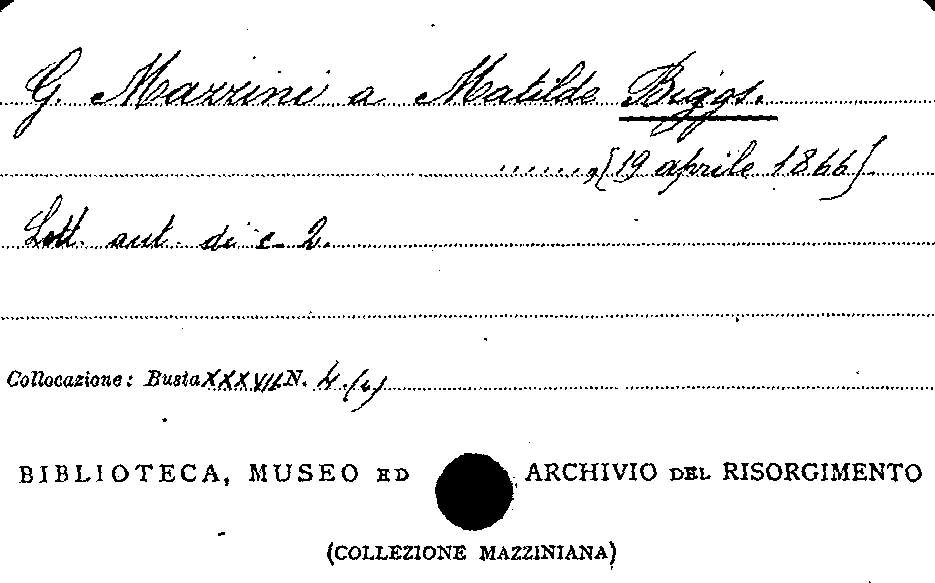 G. Mazzini a Matilde Biggs.
......, [19 aprile 1866]
Lett. aut. di c. 2.
Collocazione: Busta XXXVII N. 4.(4)
BIBLIOTECA, MUSEO ED ARCHIVIO DEL RISORGIMENTO
(COLLEZIONE MAZZINIANA)